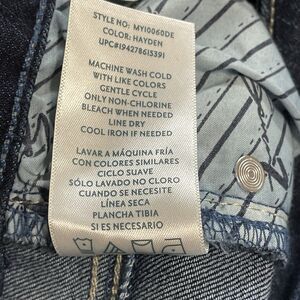 STYLE NO: MY10060DE
COLOR: HAYDEN
UPC#194278615391
MACHINE WASH COLD
WITH LIKE COLORS
GENTLE CYCLE
ONLY NON-CHLORINE
BLEACH WHEN NEEDED
LINE DRY
COOL IRON IF NEEDED
LAVAR A MÁQUINA FRÍA
CON COLORES SIMILARES
CICLO SUAVE
SÓLO LAVADO NO CLORO
CUANDO SE NECESITE
LÍNEA SECA
PLANCHA TIBIA
SI ES NECESARIO